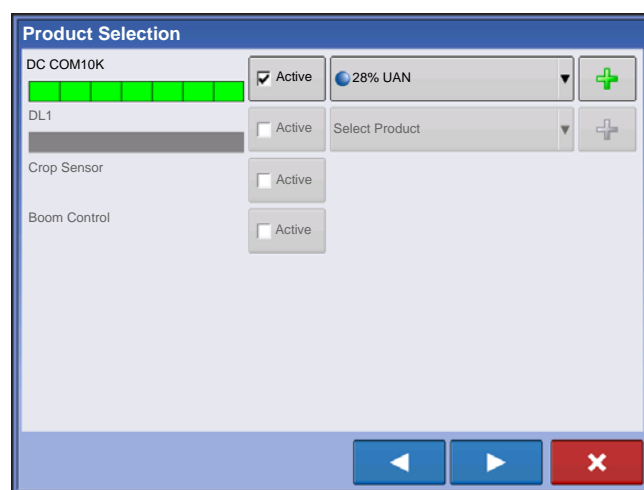 Product Selection
DC COM10K
Active
28% UAN
DL1
Active
Select Product
Crop Sensor
Active
Boom Control
Active